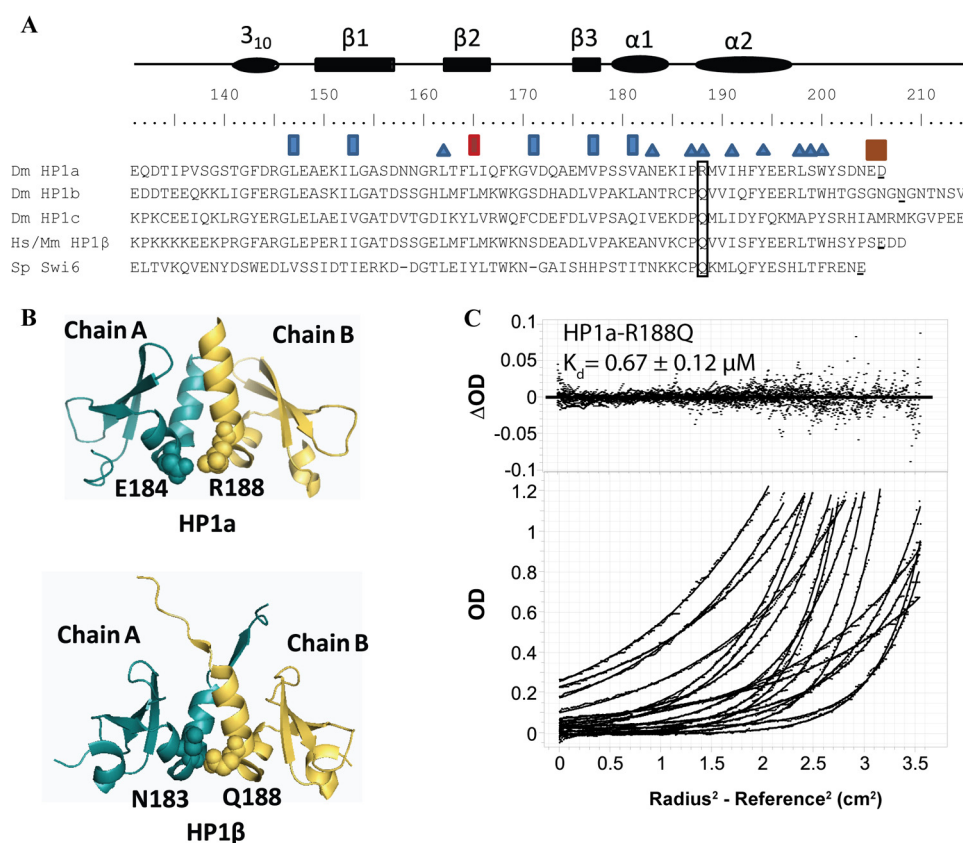 A
3₁₀ β1 β2 β3 α1 α2
140 150 160 170 180 190 200 210
Dm HP1a EQDTIPVSGSTGFDRGLEAEKILGASDNNGRLTFLIQFKGVDQAEMVPSSVANEKIPRMVIHFYEERLSWYSDNED
Dm HP1b EDDTEEQKKLIGFERGLEASKILGATDSSGHLMFLMKWKGSDHADLVPAKLANTRCPQVVIQFYEERLTWHTGSGNGNGNTNSV
Dm HP1c KPKCEEIQKLRGYERGLELAEIVGATDVTGDIKYLVRWQFCDEFDLVPSAQIVEKDPQMLIDYFQKMAPYSRHIAMRMKGVPEE
Hs/Mm HP1β KPKKKKEEKPRGFARGLEPERIIGATDSSGELMFLMKWKNSDEADLVPAKEANVKCPQVVISFYEERLTWHSYPSEDD
Sp Swi6 ELTVKQVENYDSWEDLVSSIDTIERKD-DGTLEIYLTWKN-GAISHHPSTITNKKCPQKMLQFYESHLTFRENE
B
Chain A Chain B
E184 R188
HP1a
Chain A Chain B
N183 Q188
HP1β
C
HP1a-R188Q
K_d = 0.67 ± 0.12 µM
ΔOD
0.1
0.05
0
-0.05
-0.1
OD
1.2
1
0.8
0.6
0.4
0.2
0
0 0.5 1 1.5 2 2.5 3 3.5
Radius² - Reference² (cm²)